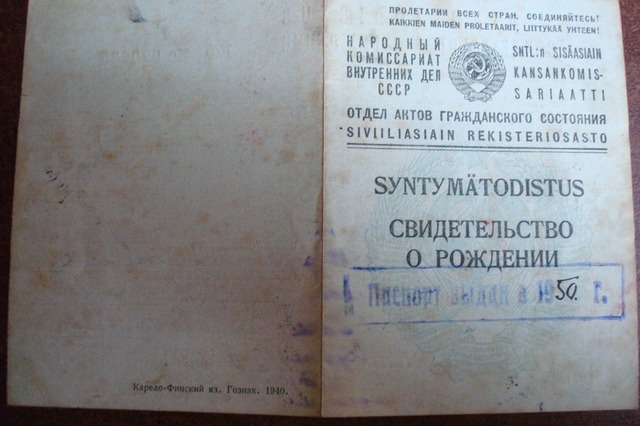 ПРОЛЕТАРИИ ВСЕХ СТРАН, СОЕДИНЯЙТЕСЬ!
KAIKKIEN MAIDEN PROLETAARIT, LIITTYKÄÄ YHTEEN!
НАРОДНЫЙ
КОМИССАРИАТ
ВНУТРЕННИХ ДЕЛ
СССР
SNTL:n SISÄASIAIN
KANSANKOMIS-
SARIAATTI
ОТДЕЛ АКТОВ ГРАЖДАНСКОГО СОСТОЯНИЯ
SIVIILIASIAIN REKISTERIOSASTO
SYNTYMÄTODISTUS
СВИДЕТЕЛЬСТВО
О РОЖДЕНИИ
Паспорт выдан в 1950. г.
Карело-Финский яз. Гознак. 1940.